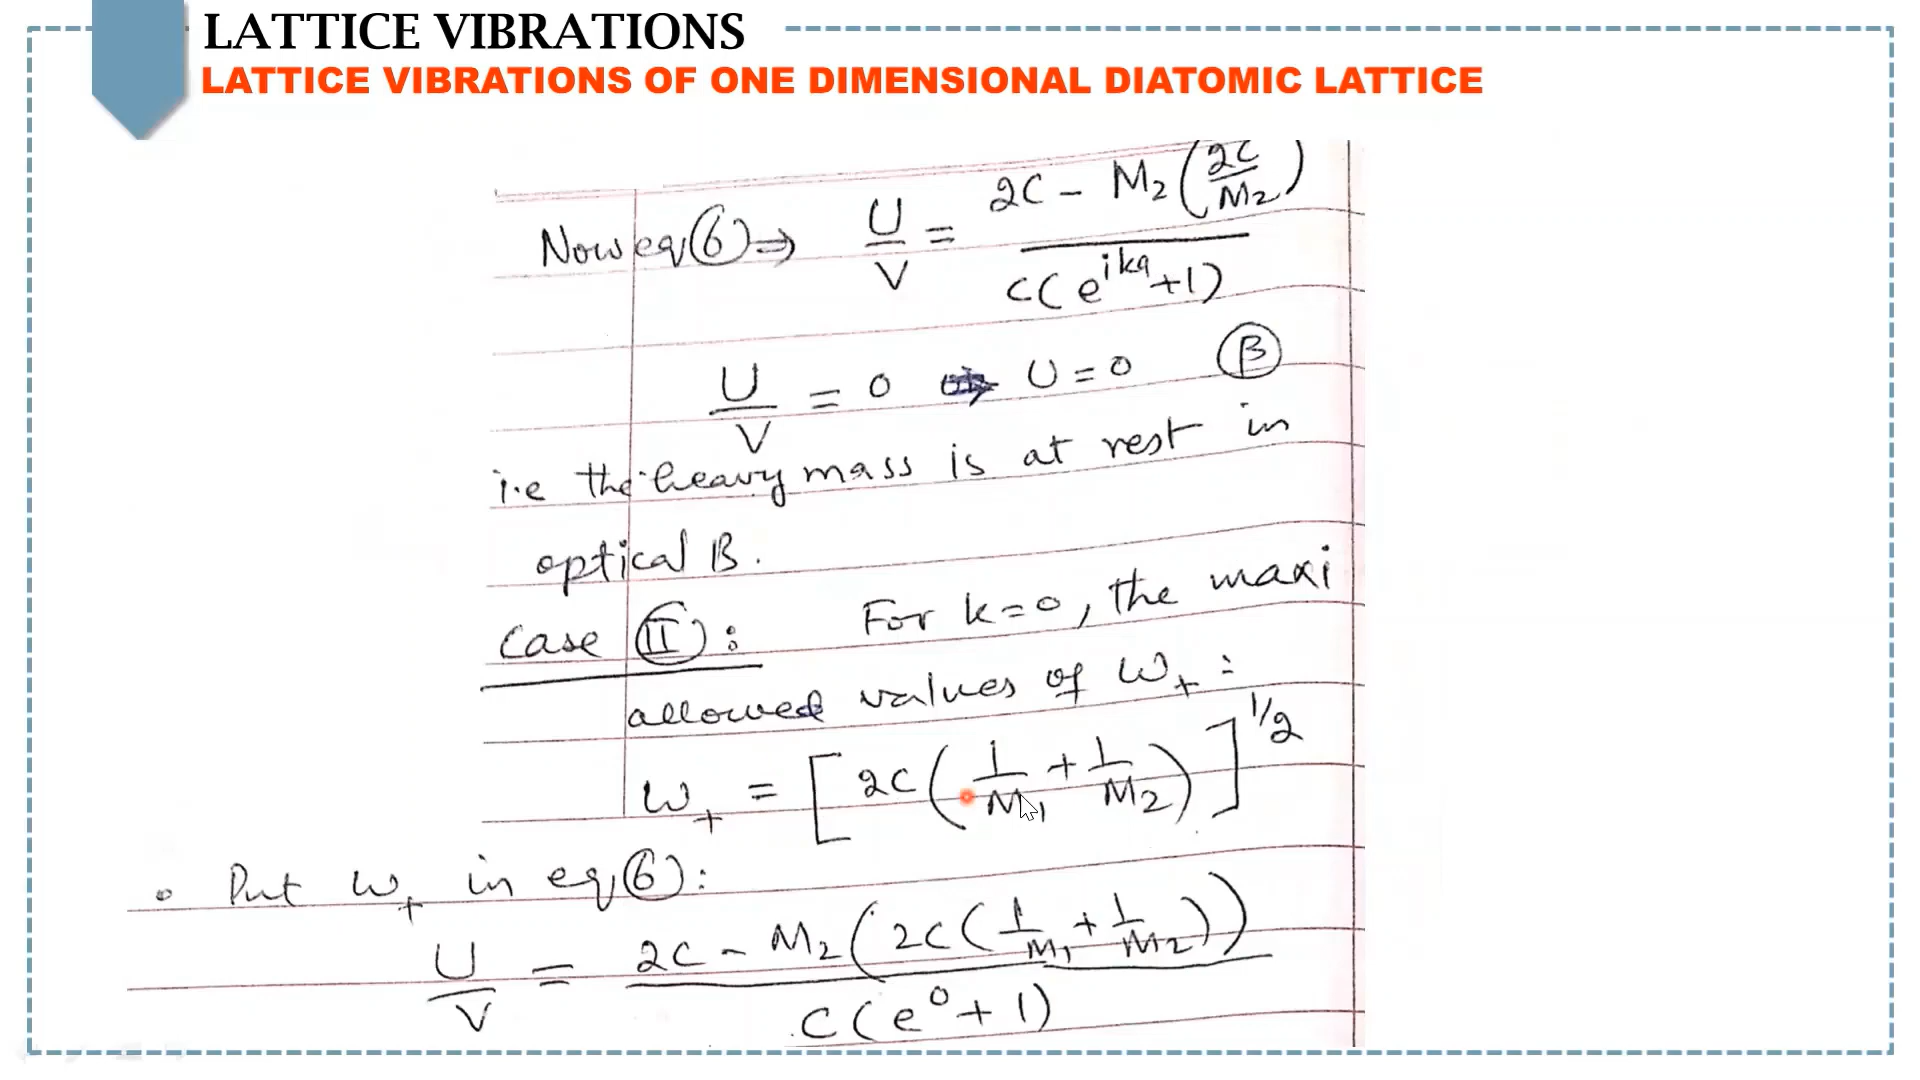 LATTICE VIBRATIONS
LATTICE VIBRATIONS OF ONE DIMENSIONAL DIATOMIC LATTICE
Now eq(6) ⇒ U/V = (2C - M₂(2C/M₂)) / (C(e^{ika}+1))
U/V = 0 ⇒ U = 0 (B)
i.e the heavy mass is at rest in
optical B.
Case (II): For k=0, the maxi
allowed values of ω₊ :
ω₊ = [2C(1/M₁ + 1/M₂)]^{1/2}
• Put ω₊ in eq(6):
U/V = (2C - M₂(2C(1/M₁ + 1/M₂))) / (C(e⁰ + 1))